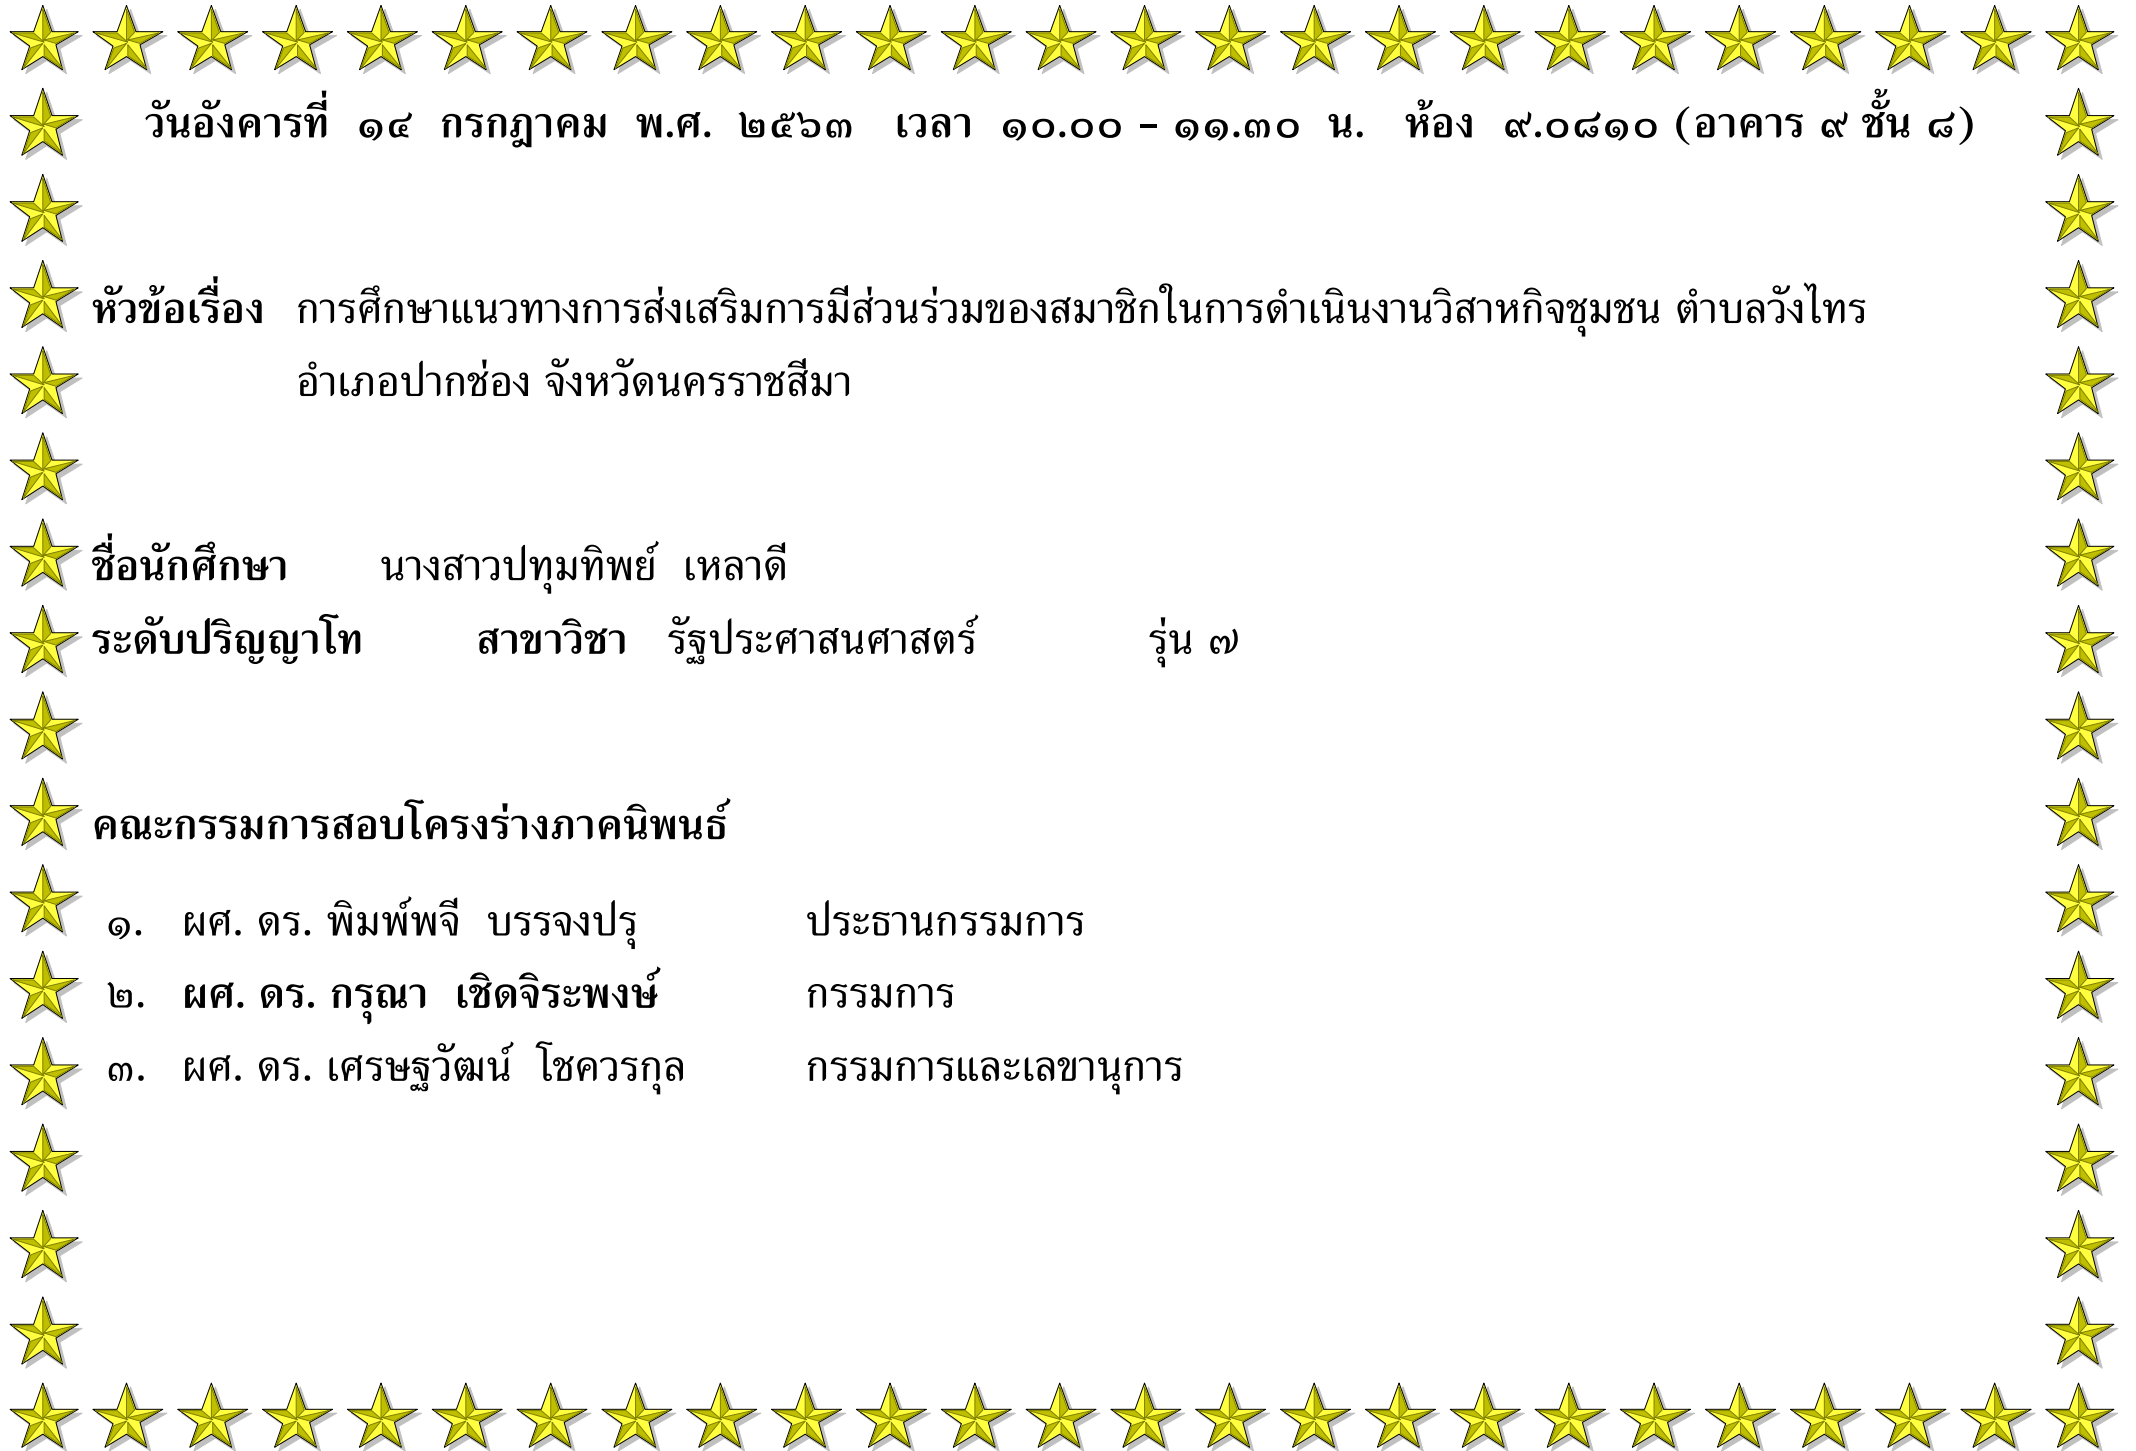 วันอังคารที่ ๑๔ กรกฎาคม พ.ศ. ๒๕๖๓ เวลา ๑๐.๐๐ – ๑๑.๓๐ น. ห้อง ๙.๐๘๑๐ (อาคาร ๙ ชั้น ๘)
หัวข้อเรื่อง การศึกษาแนวทางการส่งเสริมการมีส่วนร่วมของสมาชิกในการดำเนินงานวิสาหกิจชุมชน ตำบลวังไทร
อำเภอปากช่อง จังหวัดนครราชสีมา
ชื่อนักศึกษา นางสาวปทุมทิพย์ เหลาดี
ระดับปริญญาโท สาขาวิชา รัฐประศาสนศาสตร์ รุ่น ๗
คณะกรรมการสอบโครงร่างภาคนิพนธ์
๑. ผศ. ดร. พิมพ์พจี บรรจงปรุ ประธานกรรมการ
๒. ผศ. ดร. กรุณา เชิดจิระพงษ์ กรรมการ
๓. ผศ. ดร. เศรษฐวัฒน์ โชควรกุล กรรมการและเลขานุการ